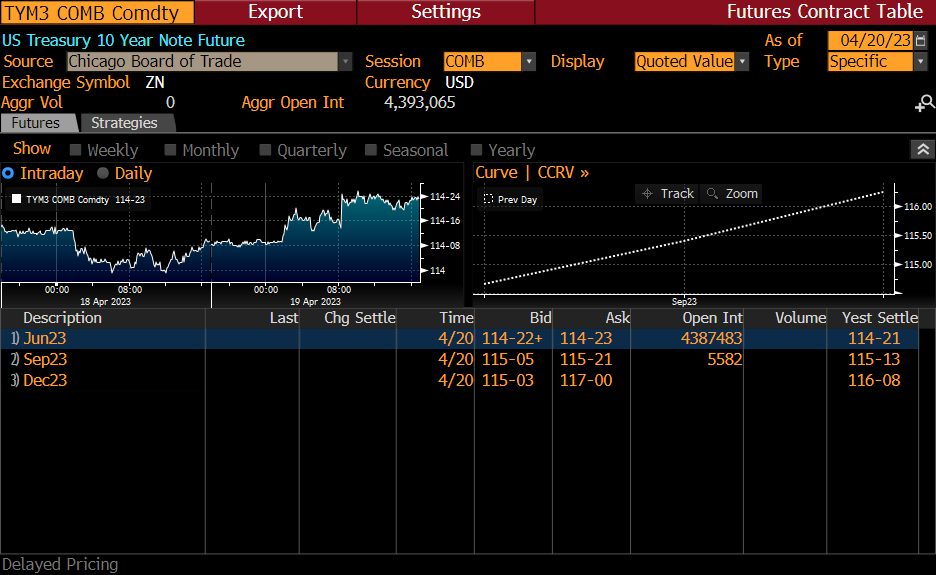 TYM3 COMB Comdty Export Settings Futures Contract Table
US Treasury 10 Year Note Future As of 04/20/23
Source Chicago Board of Trade Session COMB Display Quoted Value Type Specific
Exchange Symbol ZN Currency USD
Aggr Vol 0 Aggr Open Int 4,393,065
Futures Strategies
Show Weekly Monthly Quarterly Seasonal Yearly
Intraday Daily Curve | CCRV »
TYM3 COMB Comdty 114-23
114-24
114-16
114-08
114
00:00 08:00 00:00 08:00
18 Apr 2023 19 Apr 2023
Prev Day Track Zoom
116.00
115.50
115.00
Sep23
Description Last Chg Settle Time Bid Ask Open Int Volume Yest Settle
1) Jun23 4/20 114-22+ 114-23 4387483 114-21
2) Sep23 4/20 115-05 115-21 5582 115-13
3) Dec23 4/20 115-03 117-00 116-08
Delayed Pricing